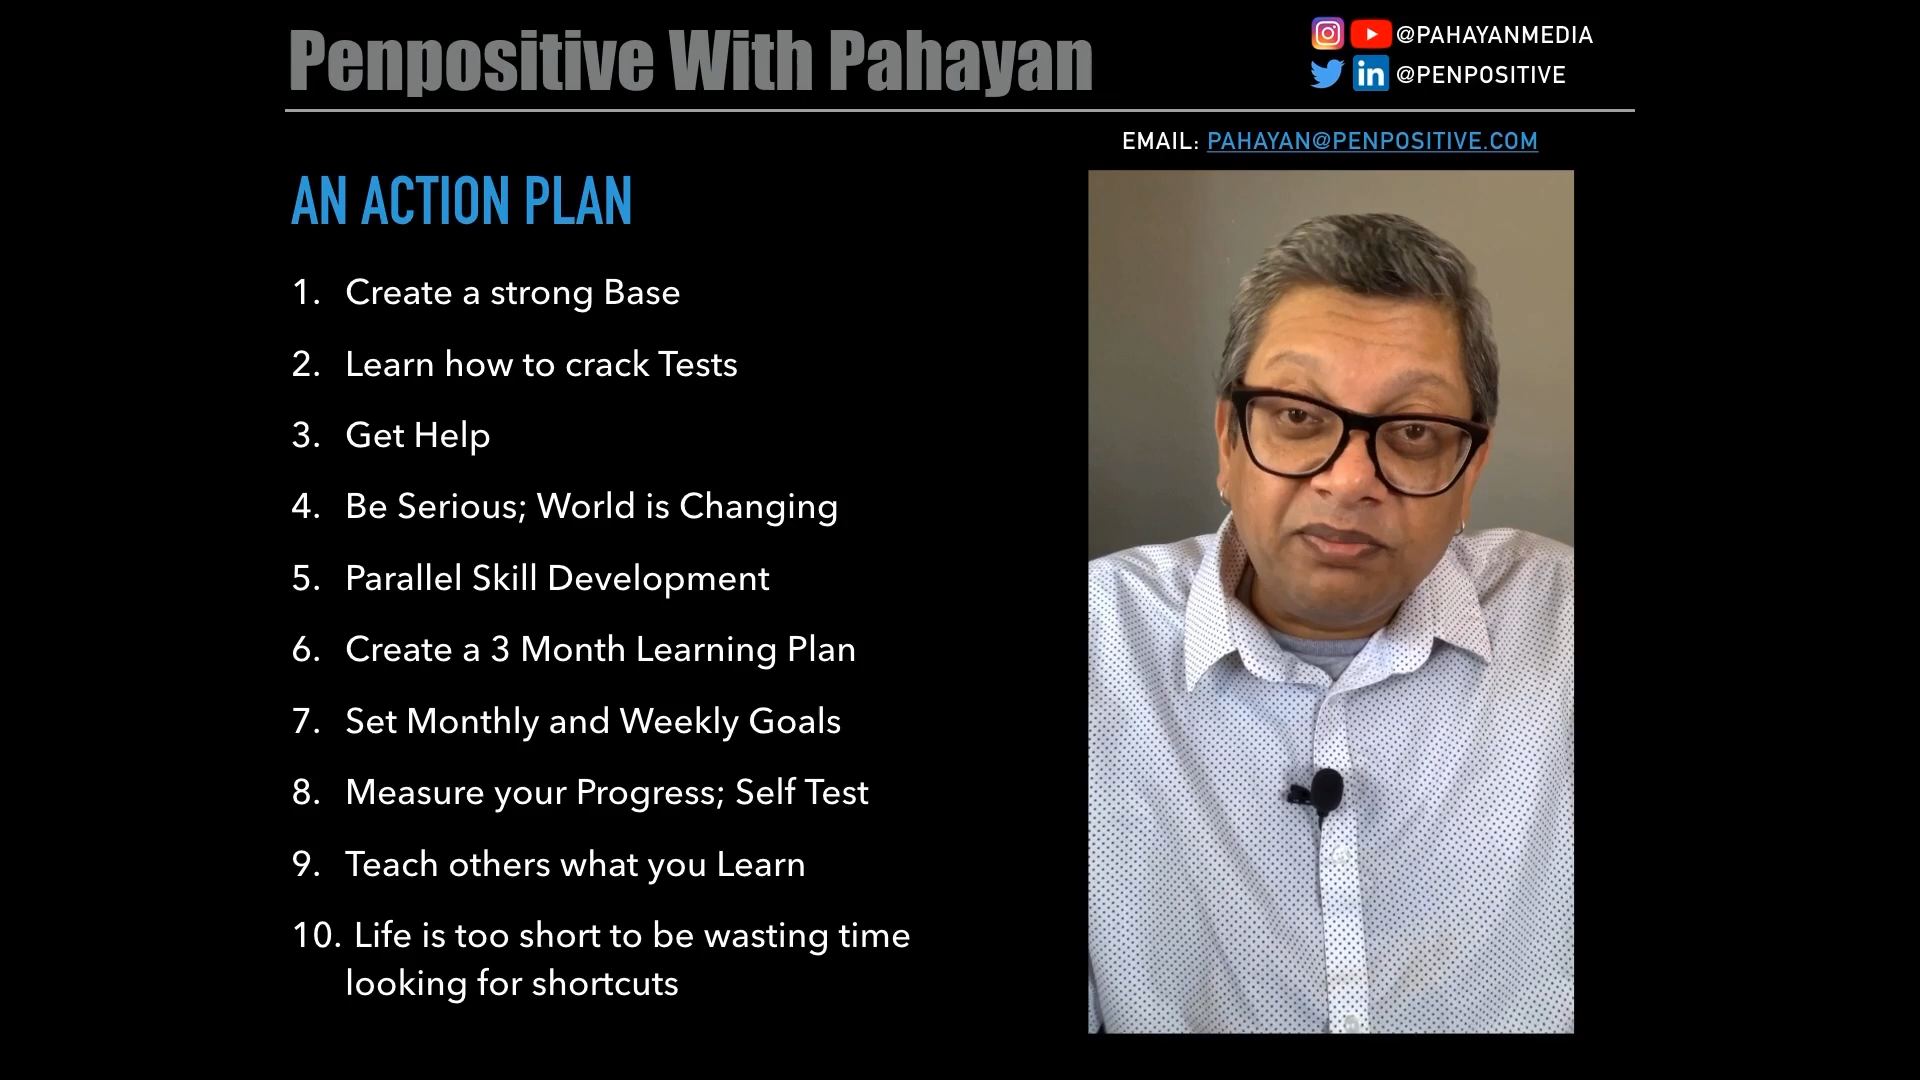 Penpositive With Pahayan
@PAHAYANMEDIA
in @PENPOSITIVE
EMAIL: PAHAYAN@PENPOSITIVE.COM
AN ACTION PLAN
1. Create a strong Base
2. Learn how to crack Tests
3. Get Help
4. Be Serious; World is Changing
5. Parallel Skill Development
6. Create a 3 Month Learning Plan
7. Set Monthly and Weekly Goals
8. Measure your Progress; Self Test
9. Teach others what you Learn
10. Life is too short to be wasting time
looking for shortcuts